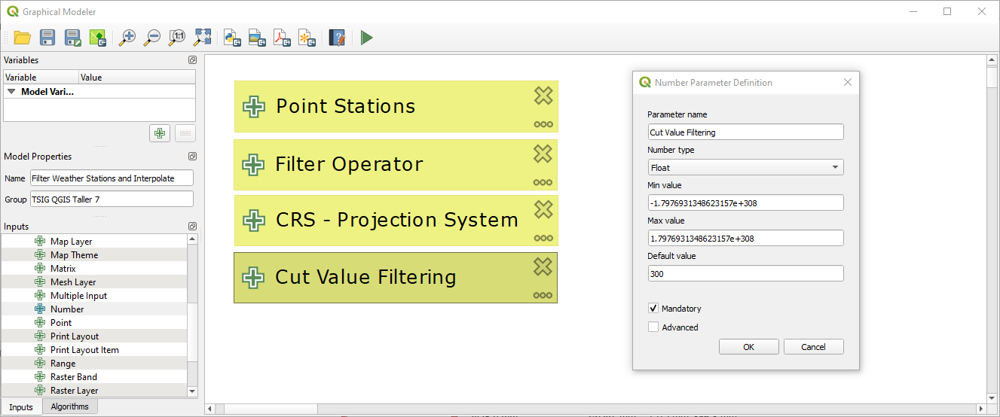 Graphical Modeler
1:1
Variables
Variable Value
Model Vari...
Model Properties
Name Filter Weather Stations and Interpolate
Group TSIG QGIS Taller 7
Inputs
Map Layer
Map Theme
Matrix
Mesh Layer
Multiple Input
Number
Point
Print Layout
Print Layout Item
Range
Raster Band
Raster Layer
Inputs Algorithms
Point Stations
Filter Operator
CRS - Projection System
Cut Value Filtering
Number Parameter Definition
Parameter name
Cut Value Filtering
Number type
Float
Min value
-1.7976931348623157e+308
Max value
1.7976931348623157e+308
Default value
300
Mandatory
Advanced
OK Cancel